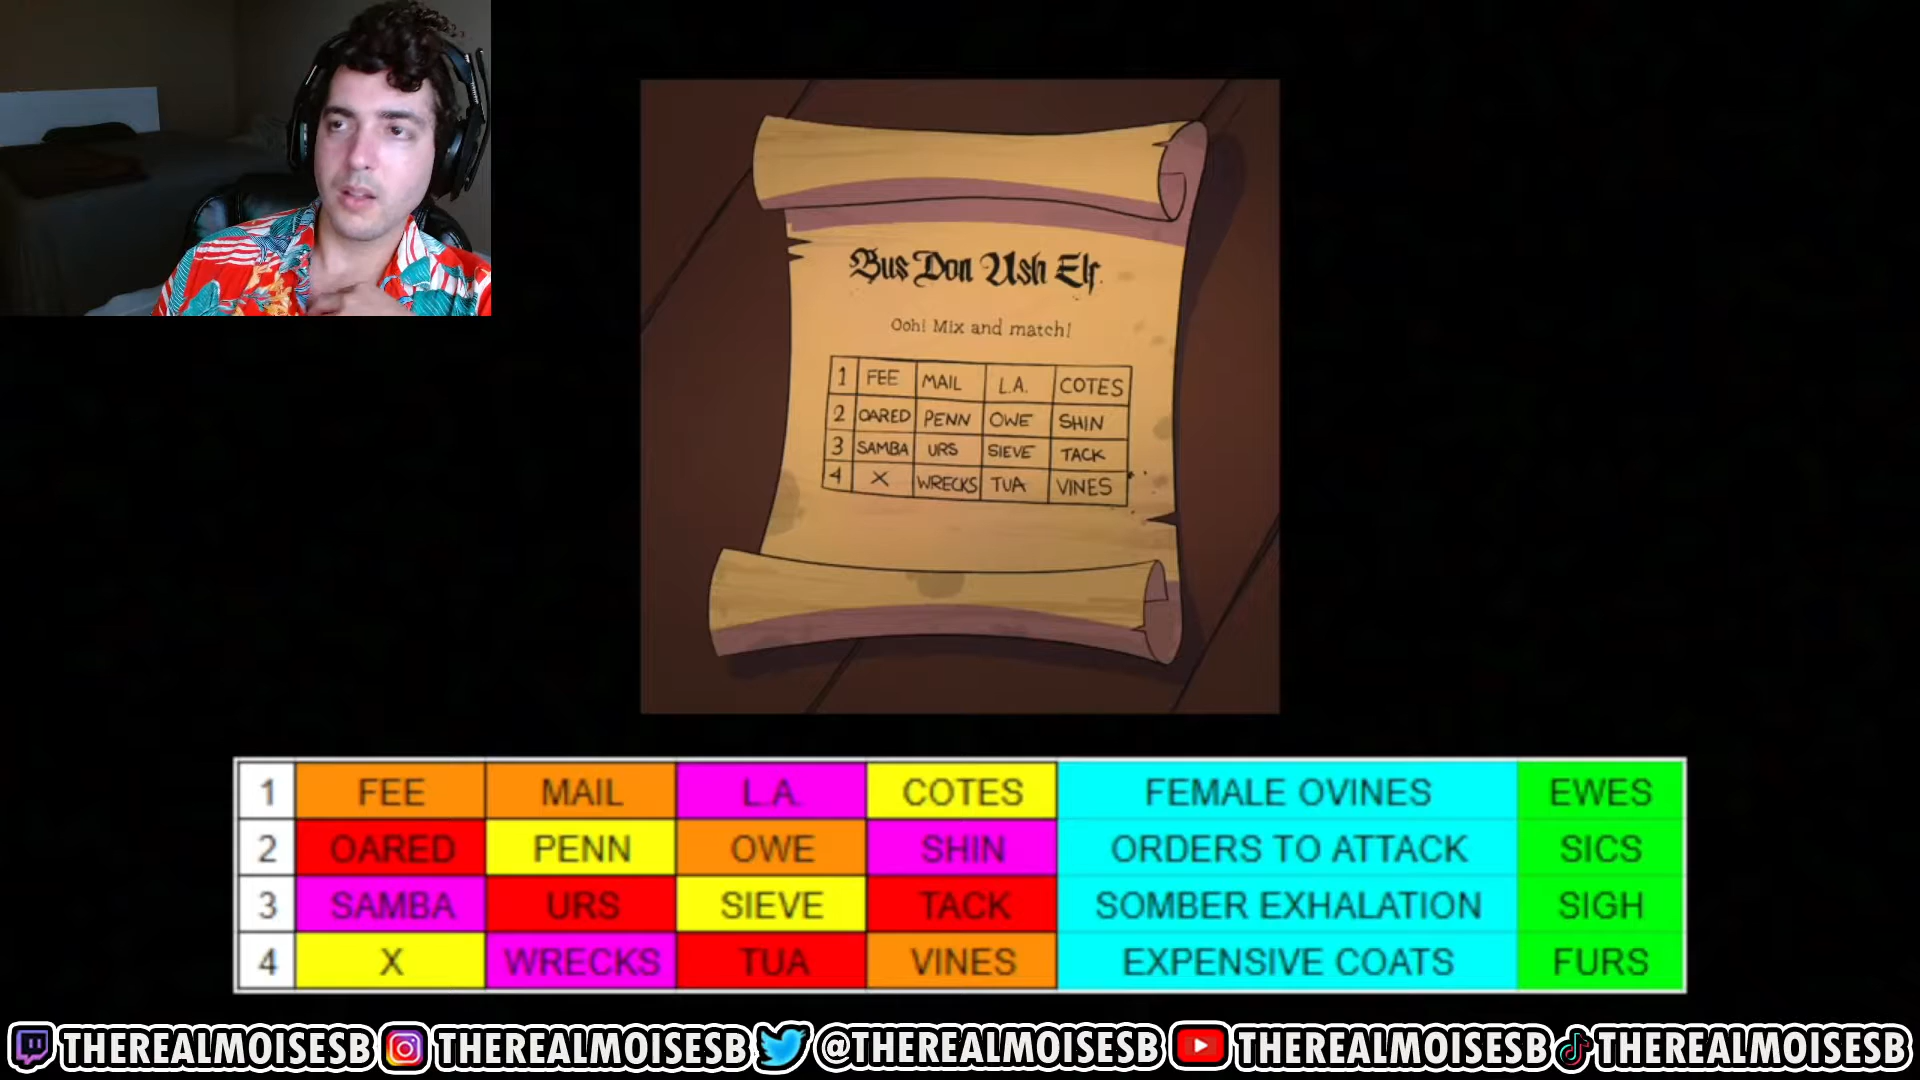 Bus Don Ush Elf
Ooh! Mix and match!
1 FEE MAIL L.A. COTES
2 OARED PENN OWE SHIN
3 SAMBA URS SIEVE TACK
4 X WRECKS TUA VINES
1 FEE MAIL L.A. COTES FEMALE OVINES EWES
2 OARED PENN OWE SHIN ORDERS TO ATTACK SICS
3 SAMBA URS SIEVE TACK SOMBER EXHALATION SIGH
4 X WRECKS TUA VINES EXPENSIVE COATS FURS
THEREALMOISESB THEREALMOISESB @THEREALMOISESB THEREALMOISESB THEREALMOISESB